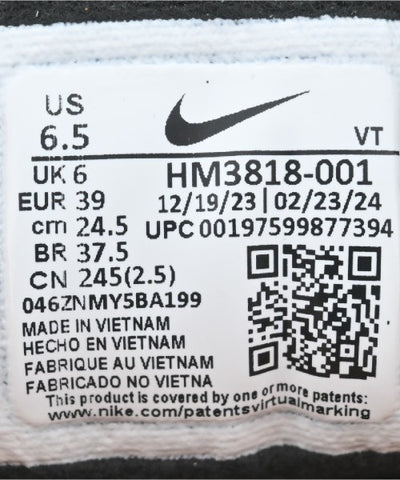 US
6.5
VT
UK 6
HM3818-001
EUR 39
12/19/23 | 02/23/24
cm 24.5
UPC 00197599877394
BR 37.5
CN 245(2.5)
046ZNMY5BA199
MADE IN VIETNAM
HECHO EN VIETNAM
FABRIQUE AU VIETNAM
FABRICADO NO VIETNA
This product is covered by one or more patents:
www.nike.com/patentsvirtualmarking